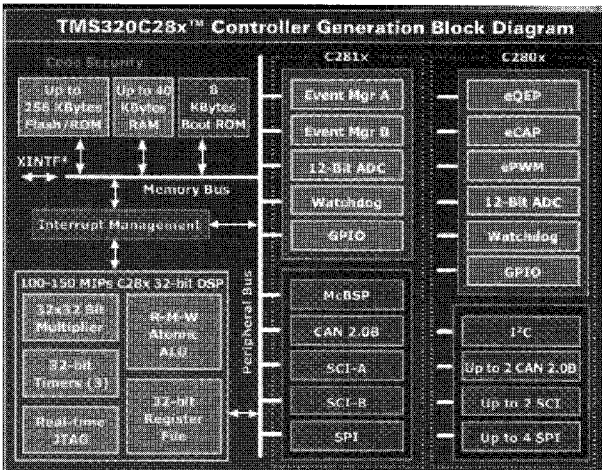 TMS320C28x™ Controller Generation Block Diagram
Code Security
Up to
256 KBytes
Flash/ROM
Up to 40
KBytes
RAM
8
KBytes
Boot ROM
XINTF*
Memory Bus
Interrupt Management
100-150 MIPs C28x 32-bit DSP
32x32 Bit
Multiplier
R-M-W
Atomic
ALU
32-bit
Timers (3)
Real-time
JTAG
32-bit
Register
File
Peripheral Bus
C281x
Event Mgr A
Event Mgr B
12-Bit ADC
Watchdog
GPIO
McBSP
CAN 2.0B
SCI-A
SCI-B
SPI
C280x
eQEP
eCAP
ePWM
12-Bit ADC
Watchdog
GPIO
I²C
Up to 2 CAN 2.0B
Up to 2 SCI
Up to 4 SPI